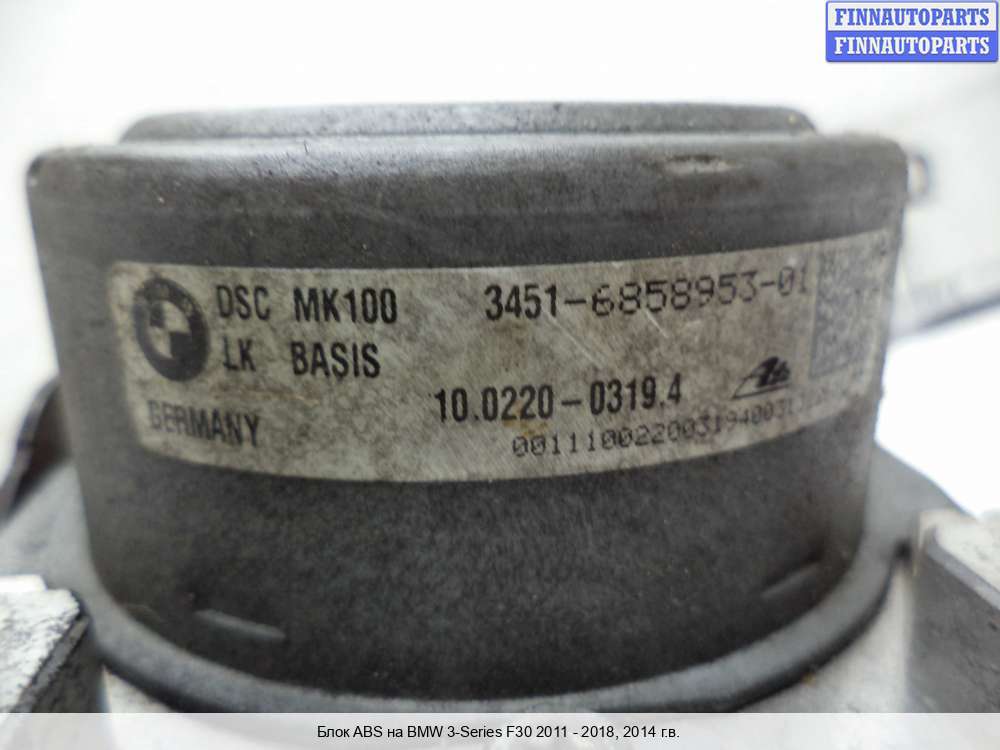 FINNAUTOPARTS
FINNAUTOPARTS
DSC MK100 3451-6858953-01
LK BASIS
10.0220-0319.4
GERMANY
Блок ABS на BMW 3-Series F30 2011 - 2018, 2014 г.в.